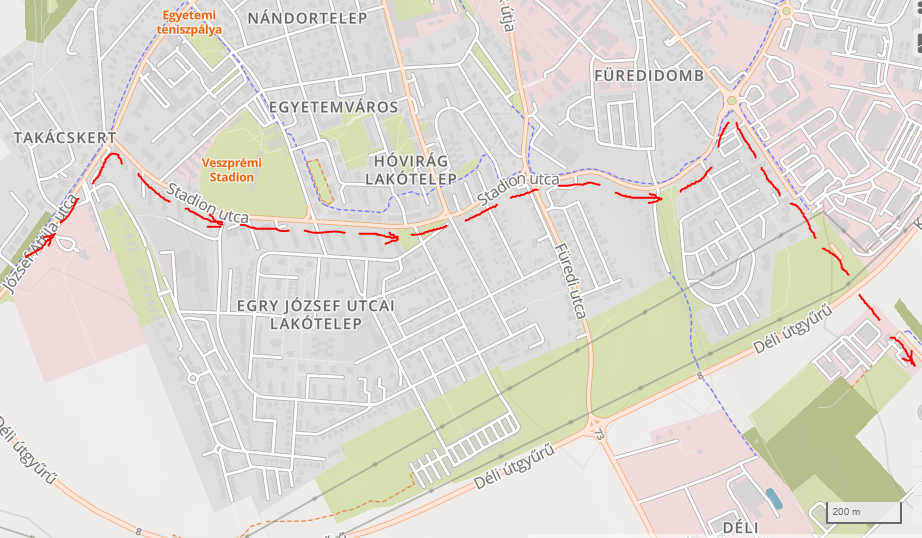 Egyetemi
teniszpálya
NÁNDORTELEP
útja
FÜREDIDOMB
EGYETEMVÁROS
TAKÁCSKERT
Veszprémi
Stadion
HÓVIRÁG
LAKÓTELEP
Stadion utca
Stadion utca
József Attila utca
Füredi utca
EGRY JÓZSEF UTCAI
LAKÓTELEP
Déli útgyűrű
8
Déli útgyűrű
73
Déli útgyűrű
8
200 m
DÉLI